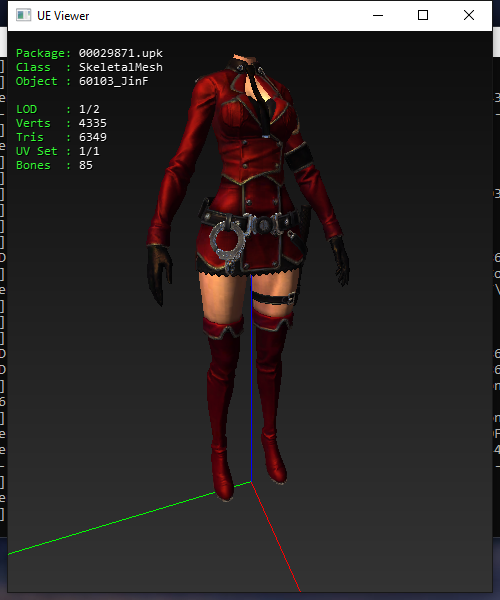 UE Viewer
Package: 00029871.upk
Class  : SkeletalMesh
Object : 60103_JinF
LOD    : 1/2
Verts  : 4335
Tris   : 6349
UV Set : 1/1
Bones  : 85